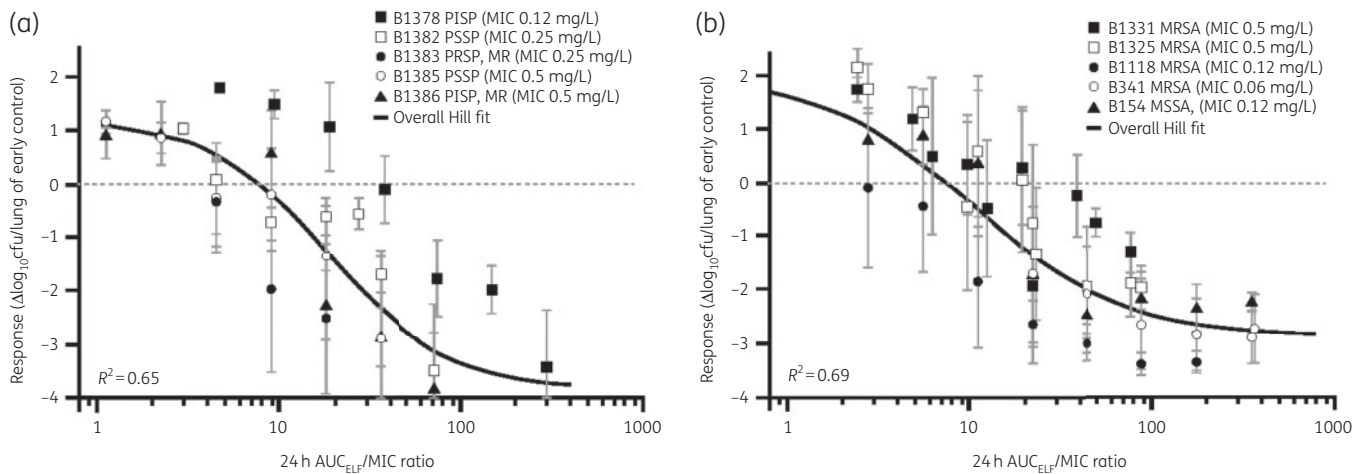 (a)
B1378 PISP (MIC 0.12 mg/L)
B1382 PSSP (MIC 0.25 mg/L)
B1383 PRSP, MR (MIC 0.25 mg/L)
B1385 PSSP (MIC 0.5 mg/L)
B1386 PISP, MR (MIC 0.5 mg/L)
Overall Hill fit
Response (Δlog10cfu/lung of early control)
2
1
0
−1
−2
−3
−4
R² = 0.65
1 10 100 1000
24 h AUCELF/MIC ratio
(b)
B1331 MRSA (MIC 0.5 mg/L)
B1325 MRSA (MIC 0.5 mg/L)
B1118 MRSA (MIC 0.12 mg/L)
B341 MRSA (MIC 0.06 mg/L)
B154 MSSA, (MIC 0.12 mg/L)
Overall Hill fit
Response (Δlog10cfu/lung of early control)
2
1
0
−1
−2
−3
−4
R² = 0.69
1 10 100 1000
24 h AUCELF/MIC ratio